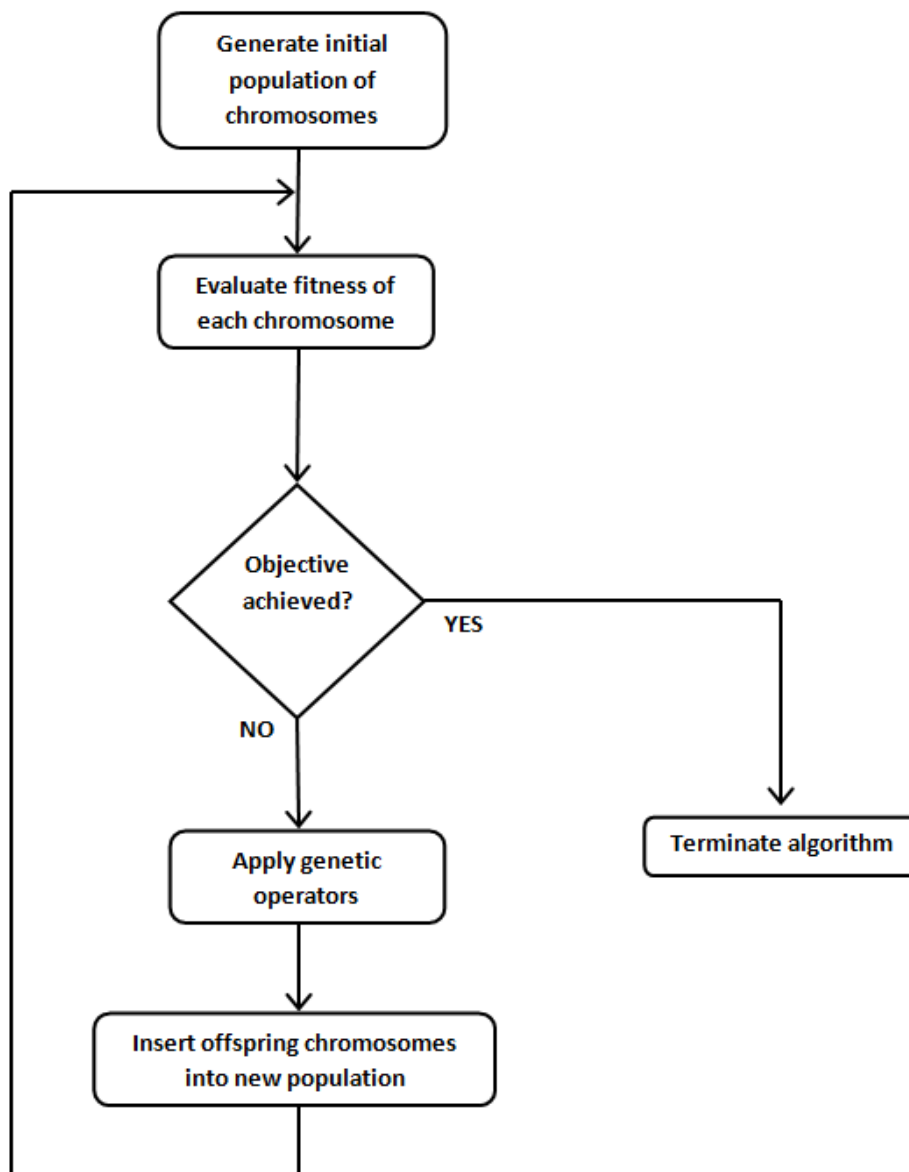 Generate initial
population of
chromosomes
Evaluate fitness of
each chromosome
Objective
achieved?
YES
NO
Apply genetic
operators
Terminate algorithm
Insert offspring chromosomes
into new population